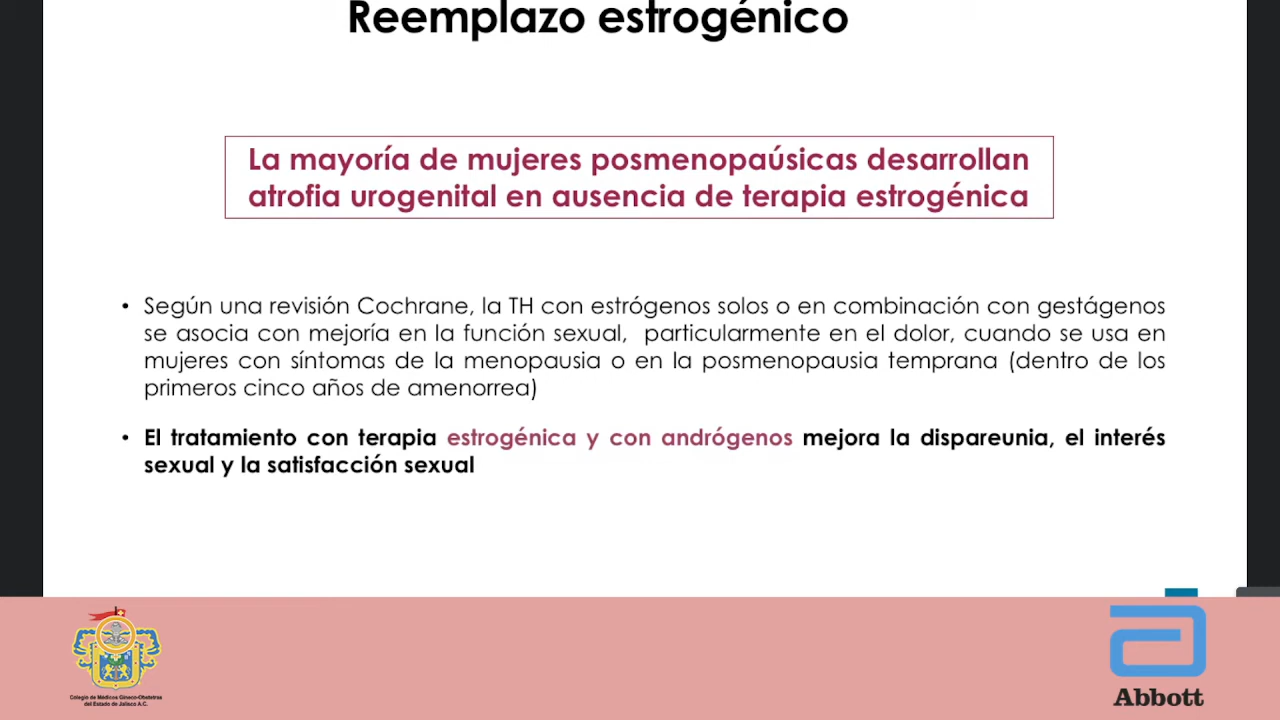 Reemplazo estrogénico
La mayoría de mujeres posmenopaúsicas desarrollan
atrofia urogenital en ausencia de terapia estrogénica
• Según una revisión Cochrane, la TH con estrógenos solos o en combinación con gestágenos
se asocia con mejoría en la función sexual, particularmente en el dolor, cuando se usa en
mujeres con síntomas de la menopausia o en la posmenopausia temprana (dentro de los
primeros cinco años de amenorrea)
• El tratamiento con terapia estrogénica y con andrógenos mejora la dispareunia, el interés
sexual y la satisfacción sexual
Colegio de Médicos Gineco-Obstetras
del Estado de Jalisco A.C.
Abbott